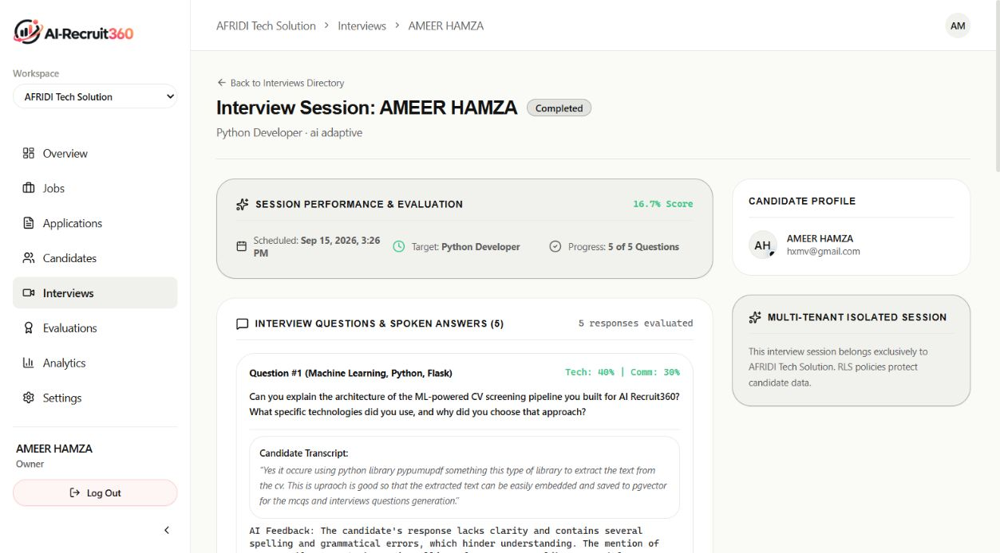 AI-Recruit360
Workspace
AFRIDI Tech Solution
Overview
Jobs
Applications
Candidates
Interviews
Evaluations
Analytics
Settings
AMEER HAMZA
Owner
Log Out
AFRIDI Tech Solution > Interviews > AMEER HAMZA
AM
← Back to Interviews Directory
Interview Session: AMEER HAMZA Completed
Python Developer · ai adaptive
SESSION PERFORMANCE & EVALUATION 16.7% Score
Scheduled: Sep 15, 2026, 3:26
PM
Target: Python Developer
Progress: 5 of 5 Questions
INTERVIEW QUESTIONS & SPOKEN ANSWERS (5) 5 responses evaluated
Question #1 (Machine Learning, Python, Flask) Tech: 40% | Comm: 30%
Can you explain the architecture of the ML-powered CV screening pipeline you built for AI Recruit360?
What specific technologies did you use, and why did you choose that approach?
Candidate Transcript:
"Yes it occure using python library pypumupdf something this type of library to extract the text from
the cv. This is upraoch is good so that the extracted text can be easily embedded and saved to pgvector
for the mcqs and interviews questions generation."
AI Feedback: The candidate's response lacks clarity and contains several
spelling and grammatical errors, which hinder understanding. The mention of
CANDIDATE PROFILE
AH
AMEER HAMZA
hxmv@gmail.com
MULTI-TENANT ISOLATED SESSION
This interview session belongs exclusively to
AFRIDI Tech Solution. RLS policies protect
candidate data.